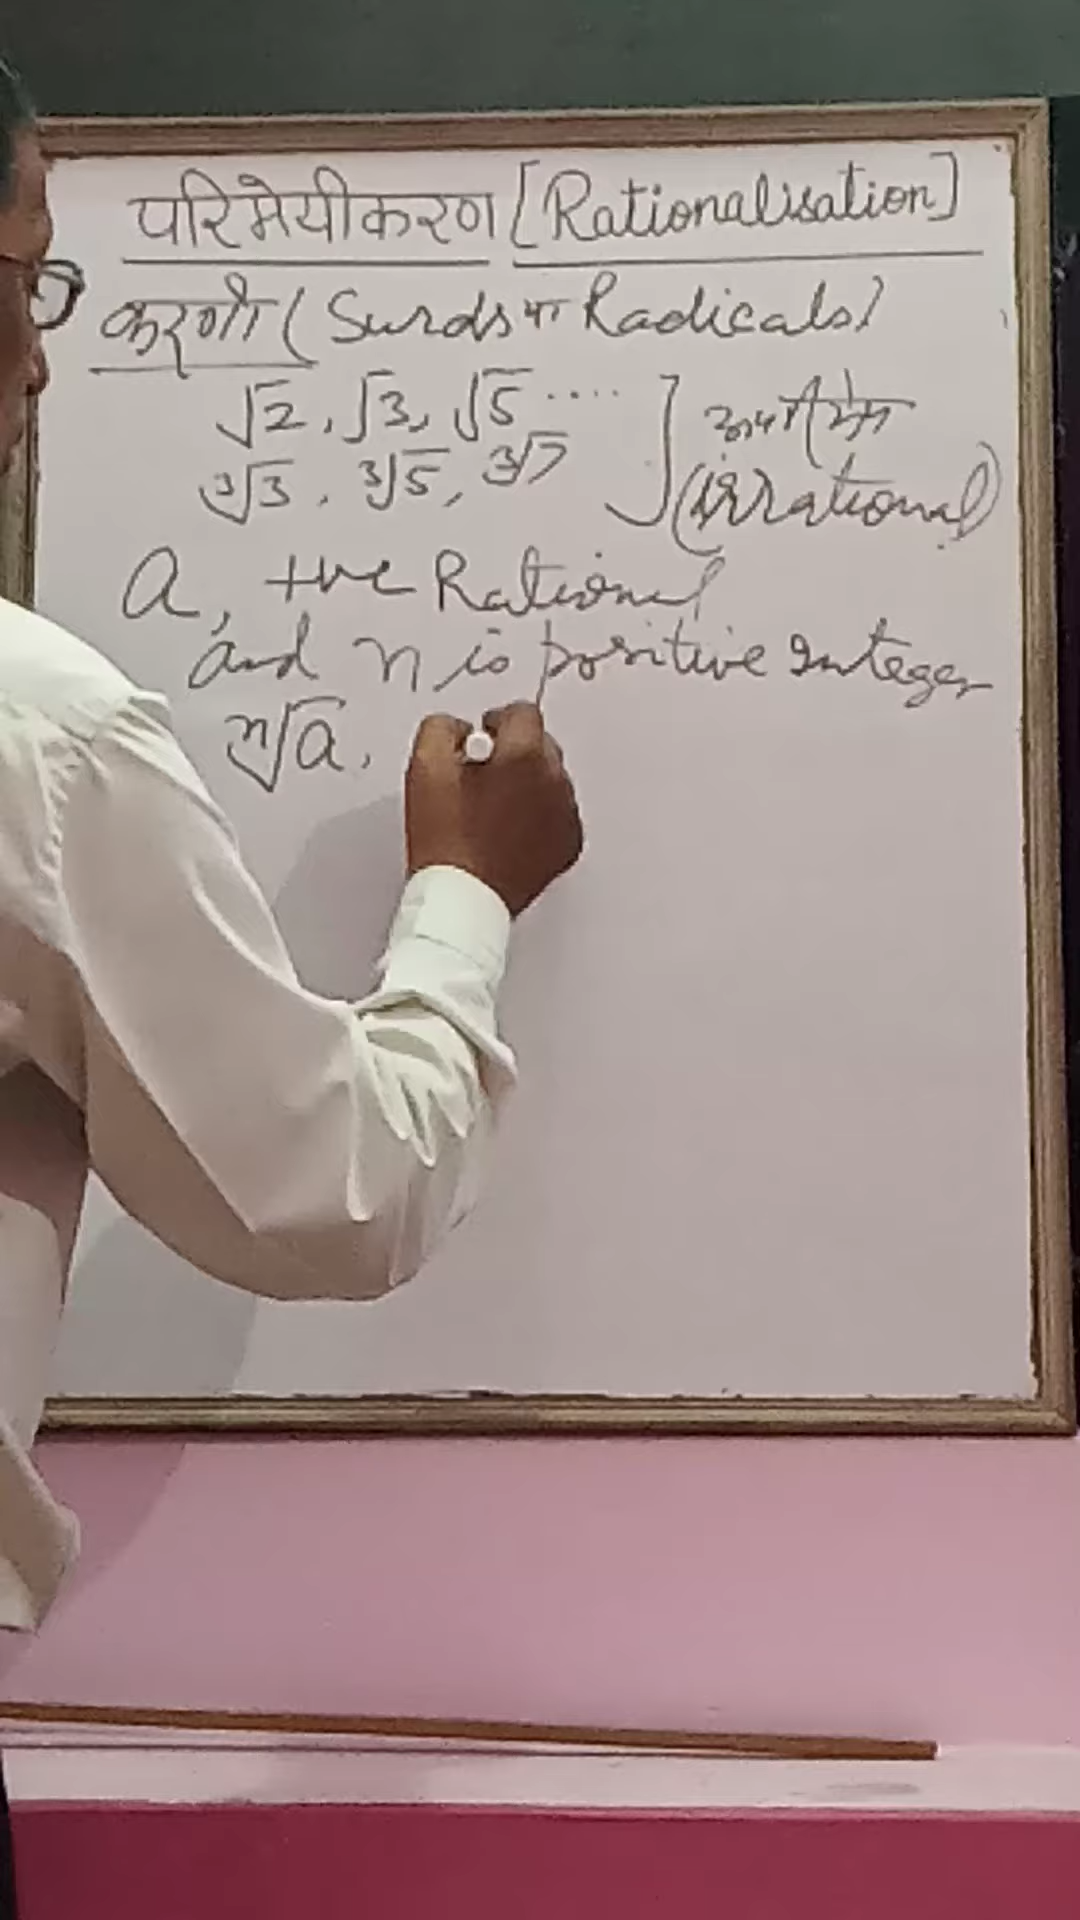 परिमेयीकरण [Rationalisation]
करणी (Surds या Radicals)
√2, √3, √5 ....
∛3, ∛5, ∛7
] अपरिमेय
(irrational)
a, +ve Rational
and n is positive Integer
ⁿ√a,